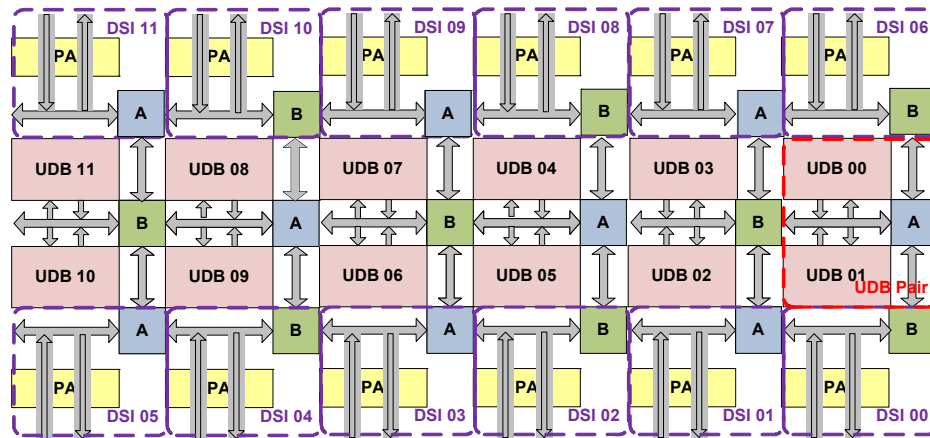 DSI 11 DSI 10 DSI 09 DSI 08 DSI 07 DSI 06
PA PA PA PA PA PA
A B A B A B
UDB 11 UDB 08 UDB 07 UDB 04 UDB 03 UDB 00
B A B A B A
UDB 10 UDB 09 UDB 06 UDB 05 UDB 02 UDB 01
UDB Pair
A B A B A B
PA PA PA PA PA PA
DSI 05 DSI 04 DSI 03 DSI 02 DSI 01 DSI 00